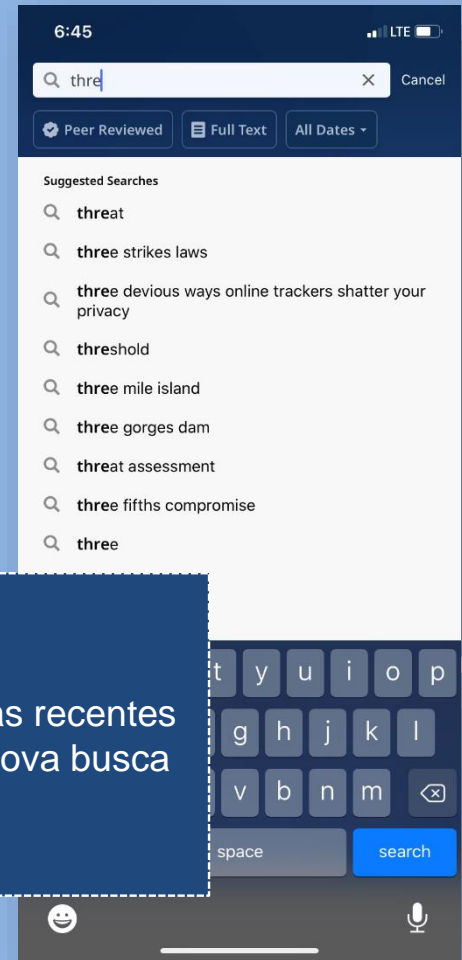 6:45
LTE
thre
Cancel
Peer Reviewed
Full Text
All Dates
Suggested Searches
threat
three strikes laws
three devious ways online trackers shatter your
privacy
threshold
three mile island
three gorges dam
threat assessment
three fifths compromise
three
t y u i o p
recentes
g h j k l
ova busca
v b n m
space
search